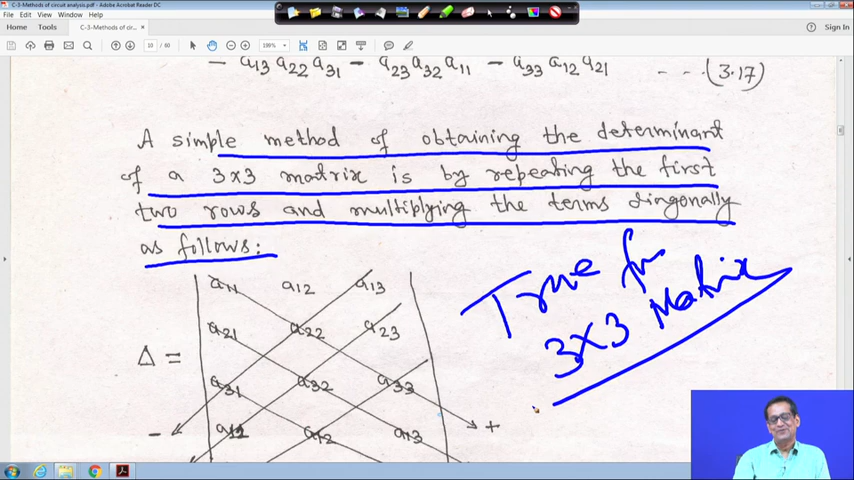 C-3-Methods of circuit analysis.pdf - Adobe Acrobat Reader DC
File Edit View Window Help
Home Tools C-3-Methods of cir... ×
Sign In
10 / 60
199%
- a13 a22 a31 - a23 a32 a11 - a33 a12 a21 --- (3.17)
A simple method of obtaining the determinant
of a 3x3 matrix is by repeating the first
two rows and multiplying the terms diagonally
as follows:
True for
3x3 Matrix
a11 a12 a13
a21 a22 a23
Δ =
a31 a32 a33
- a11 a12 a13 +